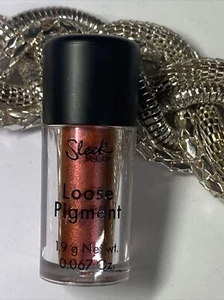 Sleek
MakeUP
Loose
Pigment
1.9 g Net wt.
0.067 Oz.